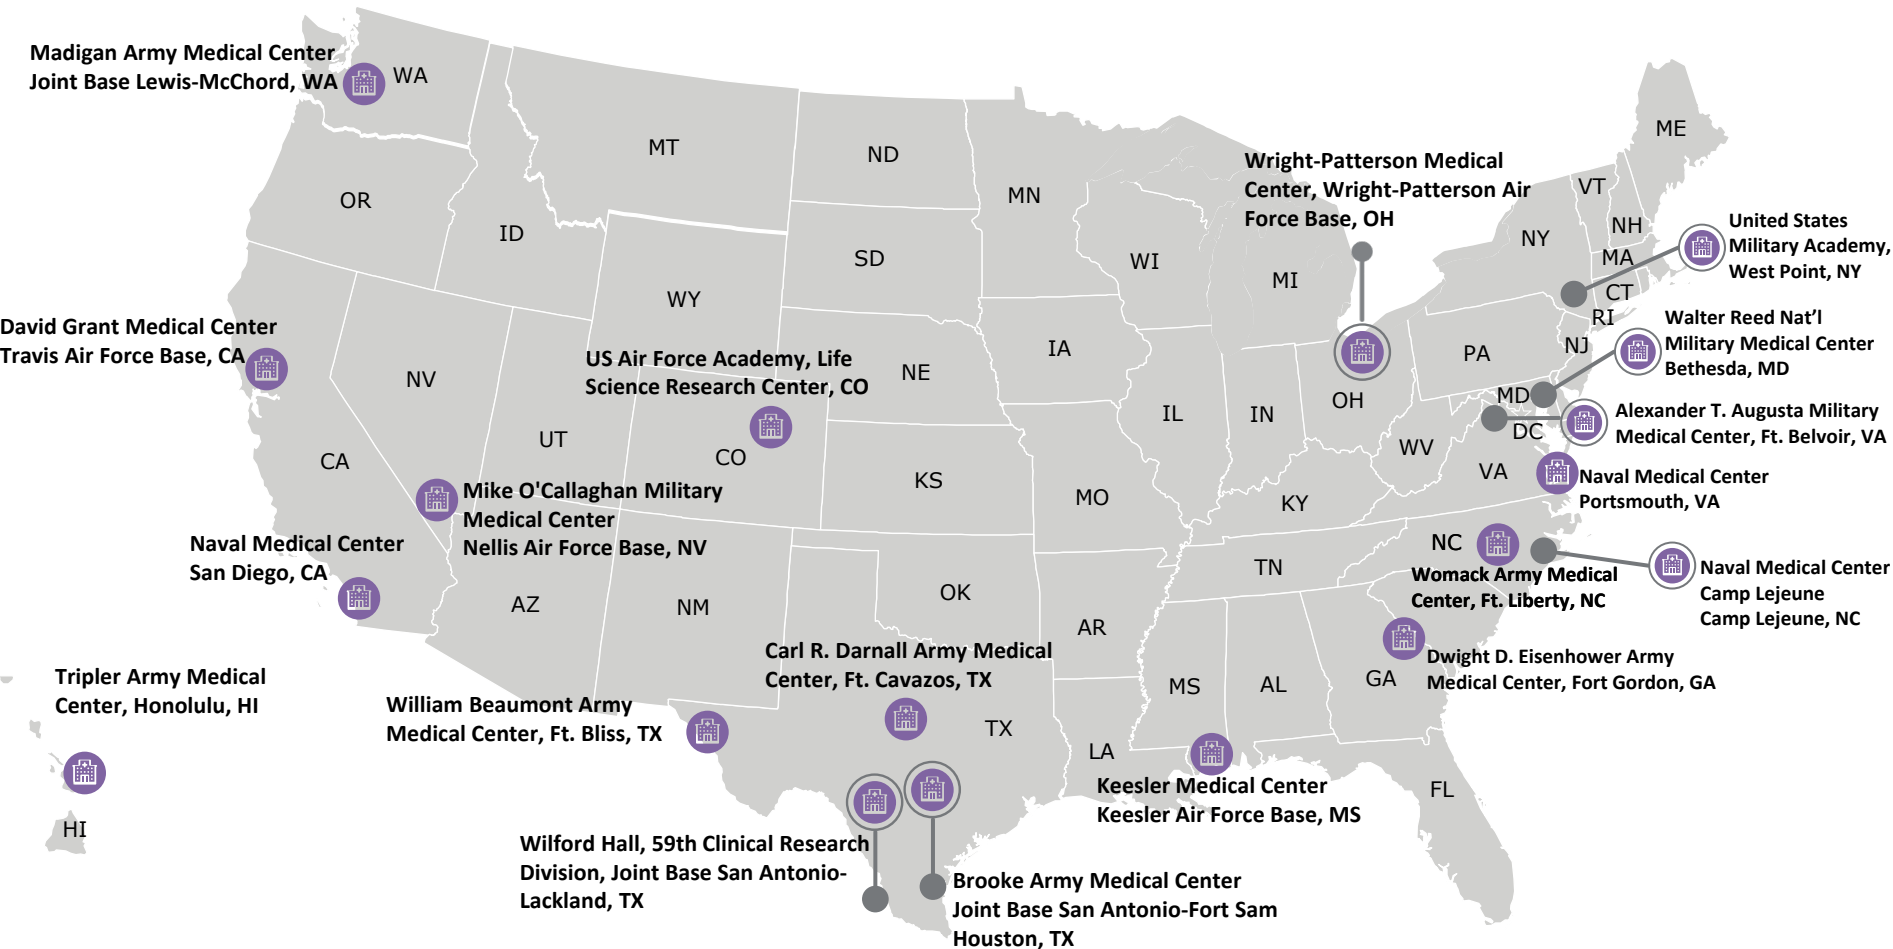 Madigan Army Medical Center
Joint Base Lewis-McChord, WA
WA
MT
ND
MN
ME
OR
ID
SD
WI
MI
Wright-Patterson Medical
Center, Wright-Patterson Air
Force Base, OH
VT
NH
NY
MA
CT
RI
United States
Military Academy,
West Point, NY
WY
David Grant Medical Center
Travis Air Force Base, CA
NV
UT
CA
US Air Force Academy, Life
Science Research Center, CO
CO
NE
IA
IL
IN
OH
PA
NJ
Walter Reed Nat’l
Military Medical Center
Bethesda, MD
MD
DC
Alexander T. Augusta Military
Medical Center, Ft. Belvoir, VA
WV
VA
Naval Medical Center
Portsmouth, VA
KS
MO
KY
Mike O'Callaghan Military
Medical Center
Nellis Air Force Base, NV
Naval Medical Center
San Diego, CA
AZ
NM
OK
AR
TN
NC
Womack Army Medical
Center, Ft. Liberty, NC
Naval Medical Center
Camp Lejeune
Camp Lejeune, NC
Tripler Army Medical
Center, Honolulu, HI
HI
William Beaumont Army
Medical Center, Ft. Bliss, TX
Carl R. Darnall Army Medical
Center, Ft. Cavazos, TX
TX
LA
MS
AL
GA
Dwight D. Eisenhower Army
Medical Center, Fort Gordon, GA
FL
Keesler Medical Center
Keesler Air Force Base, MS
Wilford Hall, 59th Clinical Research
Division, Joint Base San Antonio-
Lackland, TX
Brooke Army Medical Center
Joint Base San Antonio-Fort Sam
Houston, TX